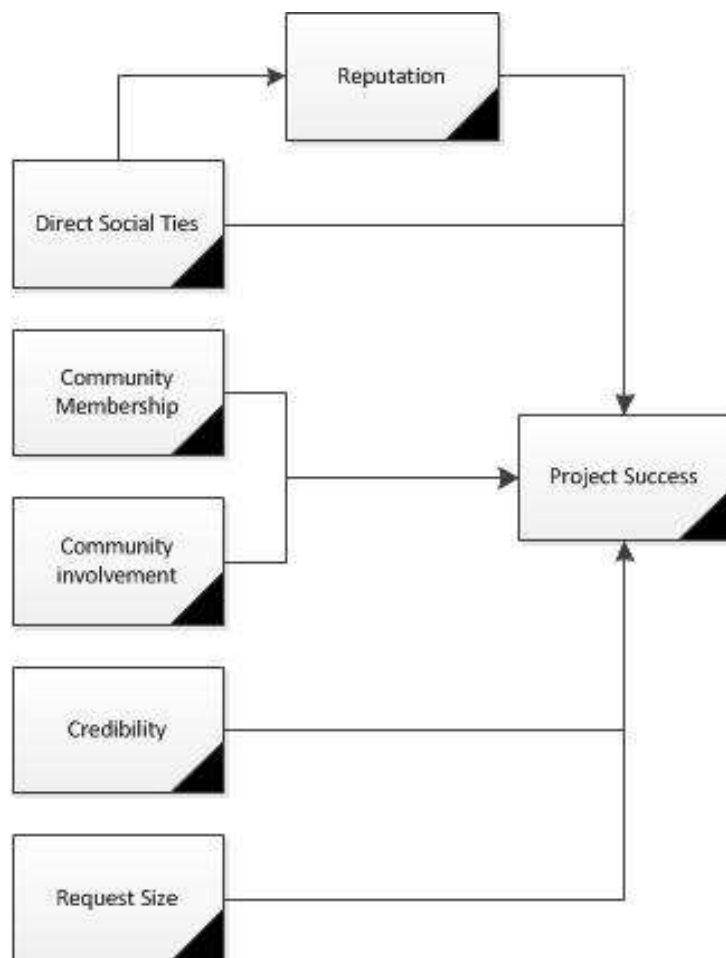 Reputation
Direct Social Ties
Community
Membership
Project Success
Community
involvement
Credibility
Request Size